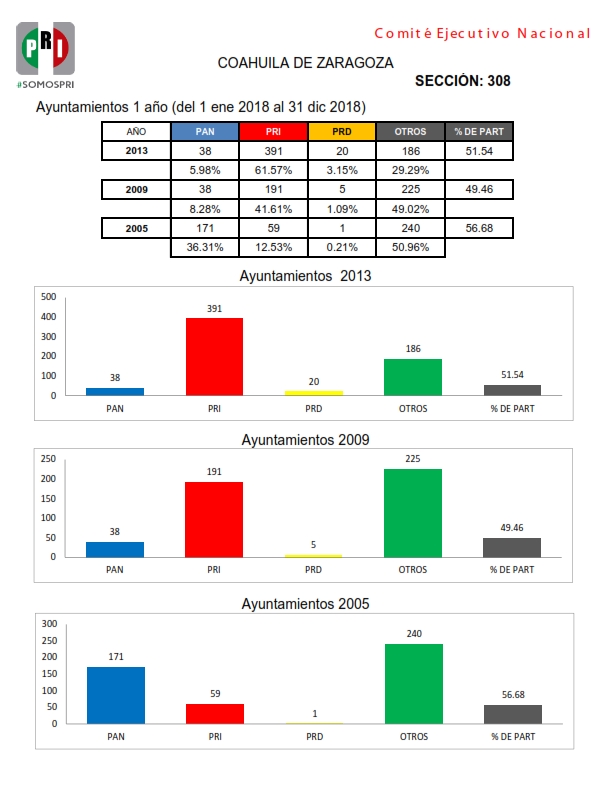 PRI
#SOMOSPRI
Comité Ejecutivo Nacional
COAHUILA DE ZARAGOZA
SECCIÓN: 308
Ayuntamientos 1 año (del 1 ene 2018 al 31 dic 2018)
AÑO PAN PRI PRD OTROS % DE PART
2013 38 391 20 186 51.54
5.98% 61.57% 3.15% 29.29%
2009 38 191 5 225 49.46
8.28% 41.61% 1.09% 49.02%
2005 171 59 1 240 56.68
36.31% 12.53% 0.21% 50.96%
Ayuntamientos 2013
500
400
300
200
100
0
38 391 20 186 51.54
PAN PRI PRD OTROS % DE PART
Ayuntamientos 2009
250
200
150
100
50
0
38 191 5 225 49.46
PAN PRI PRD OTROS % DE PART
Ayuntamientos 2005
300
250
200
150
100
50
0
171 59 1 240 56.68
PAN PRI PRD OTROS % DE PART